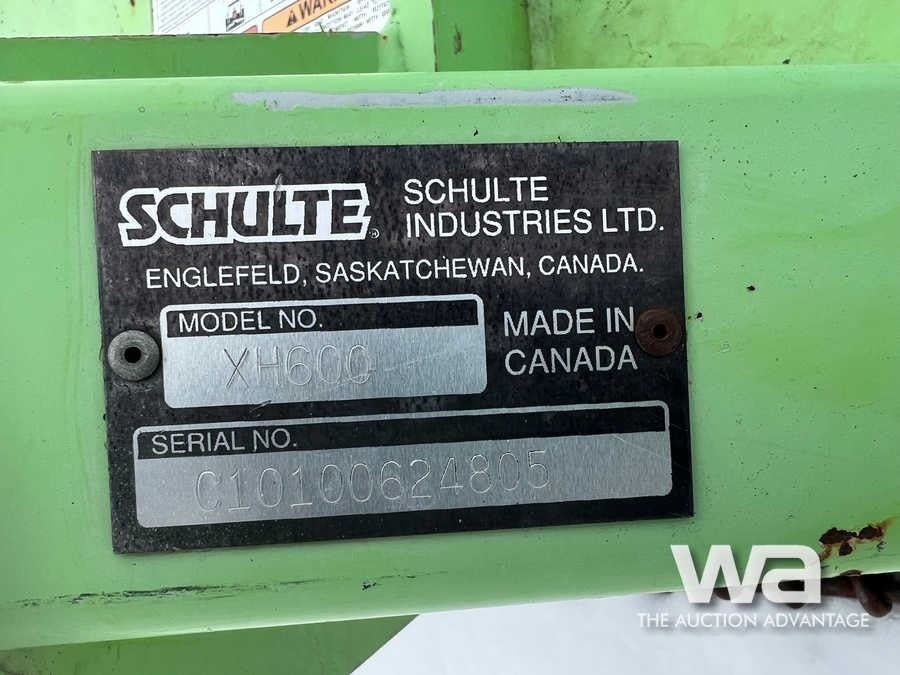 WARN
SCHULTE
SCHULTE
INDUSTRIES LTD.
ENGLEFELD, SASKATCHEWAN, CANADA.
MODEL NO.
XH600
MADE IN
CANADA
SERIAL NO.
C10100624805
wa
THE AUCTION ADVANTAGE